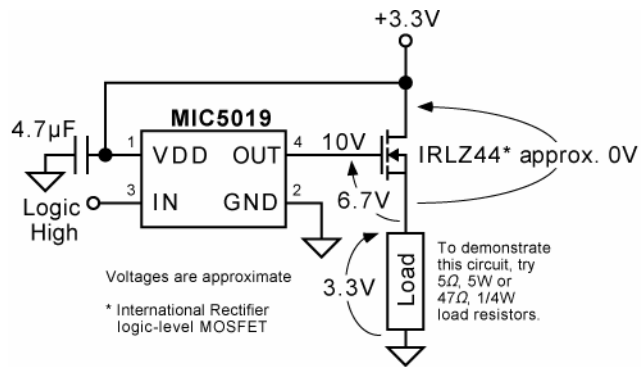 +3.3V
MIC5019
4.7µF
1
VDD
OUT
4
10V
IRLZ44* approx. 0V
6.7V
3
IN
GND
2
Logic
High
Voltages are approximate
* International Rectifier
logic-level MOSFET
3.3V
Load
To demonstrate
this circuit, try
5Ω, 5W or
47Ω, 1/4W
load resistors.